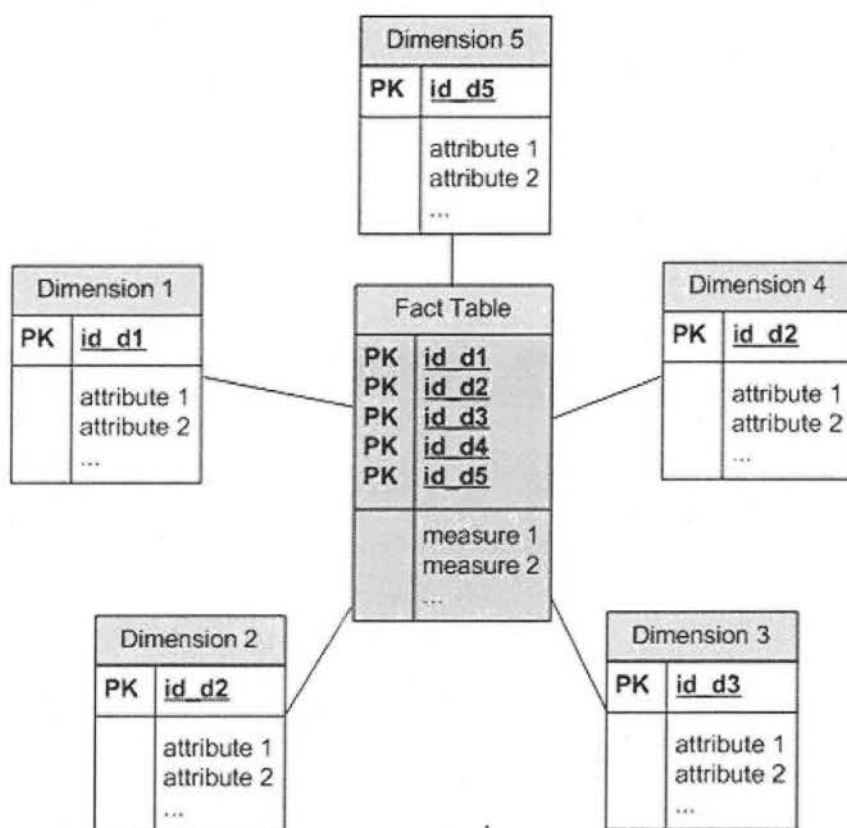 Dimension 5
PK id_d5
attribute 1
attribute 2
...
Dimension 1
PK id_d1
attribute 1
attribute 2
...
Fact Table
PK id_d1
PK id_d2
PK id_d3
PK id_d4
PK id_d5
measure 1
measure 2
...
Dimension 4
PK id_d2
attribute 1
attribute 2
...
Dimension 2
PK id_d2
attribute 1
attribute 2
...
Dimension 3
PK id_d3
attribute 1
attribute 2
...